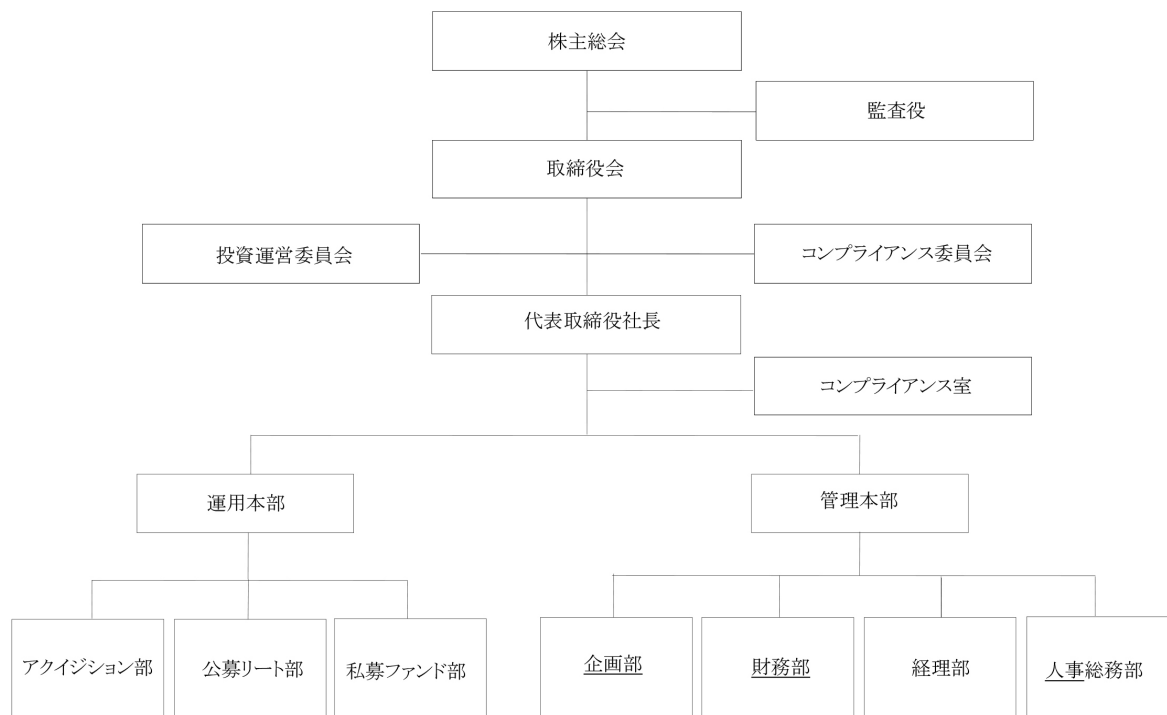 株主総会
監査役
取締役会
投資運営委員会
コンプライアンス委員会
代表取締役社長
コンプライアンス室
運用本部
管理本部
アクイジション部
公募リート部
私募ファンド部
企画部
財務部
経理部
人事総務部